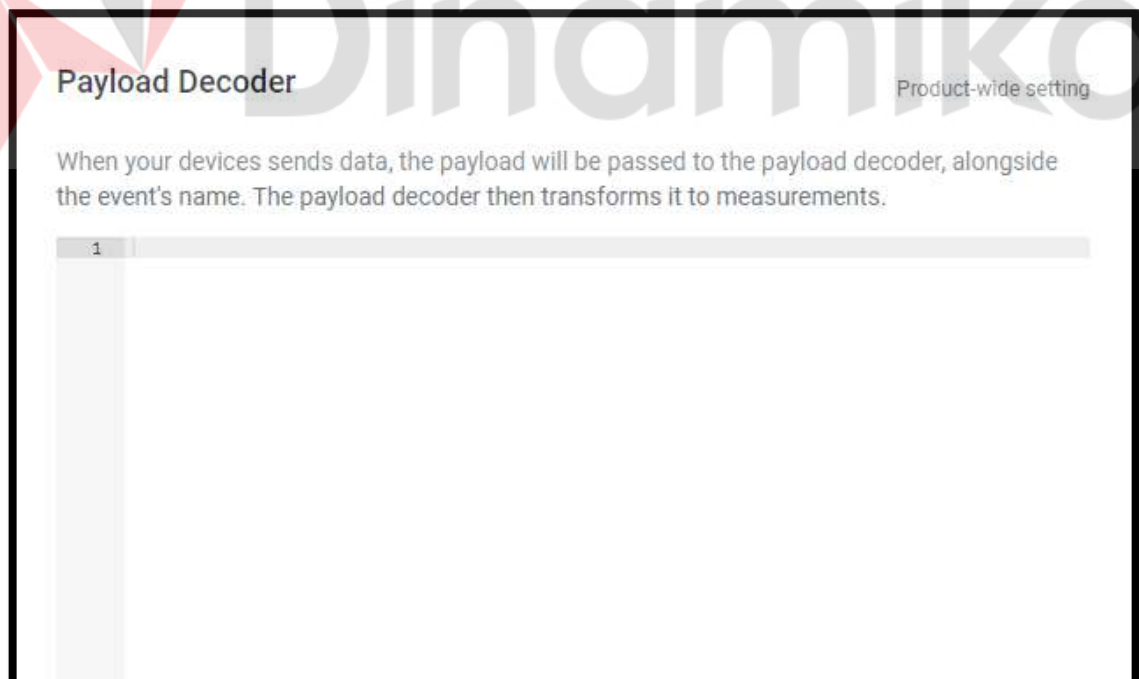 Dinamika
Payload Decoder
Product-wide setting
When your devices sends data, the payload will be passed to the payload decoder, alongside
the event's name. The payload decoder then transforms it to measurements.
1